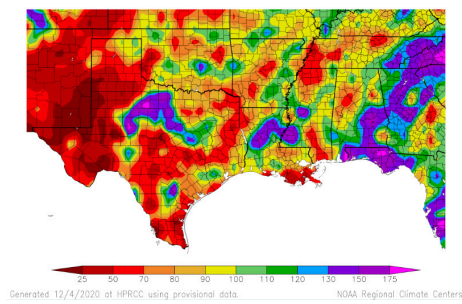 25 50 70 80 90 100 110 120 130 150 175
Generated 12/4/2020 at HPRCC using provisional data. NOAA Regional Climate Centers